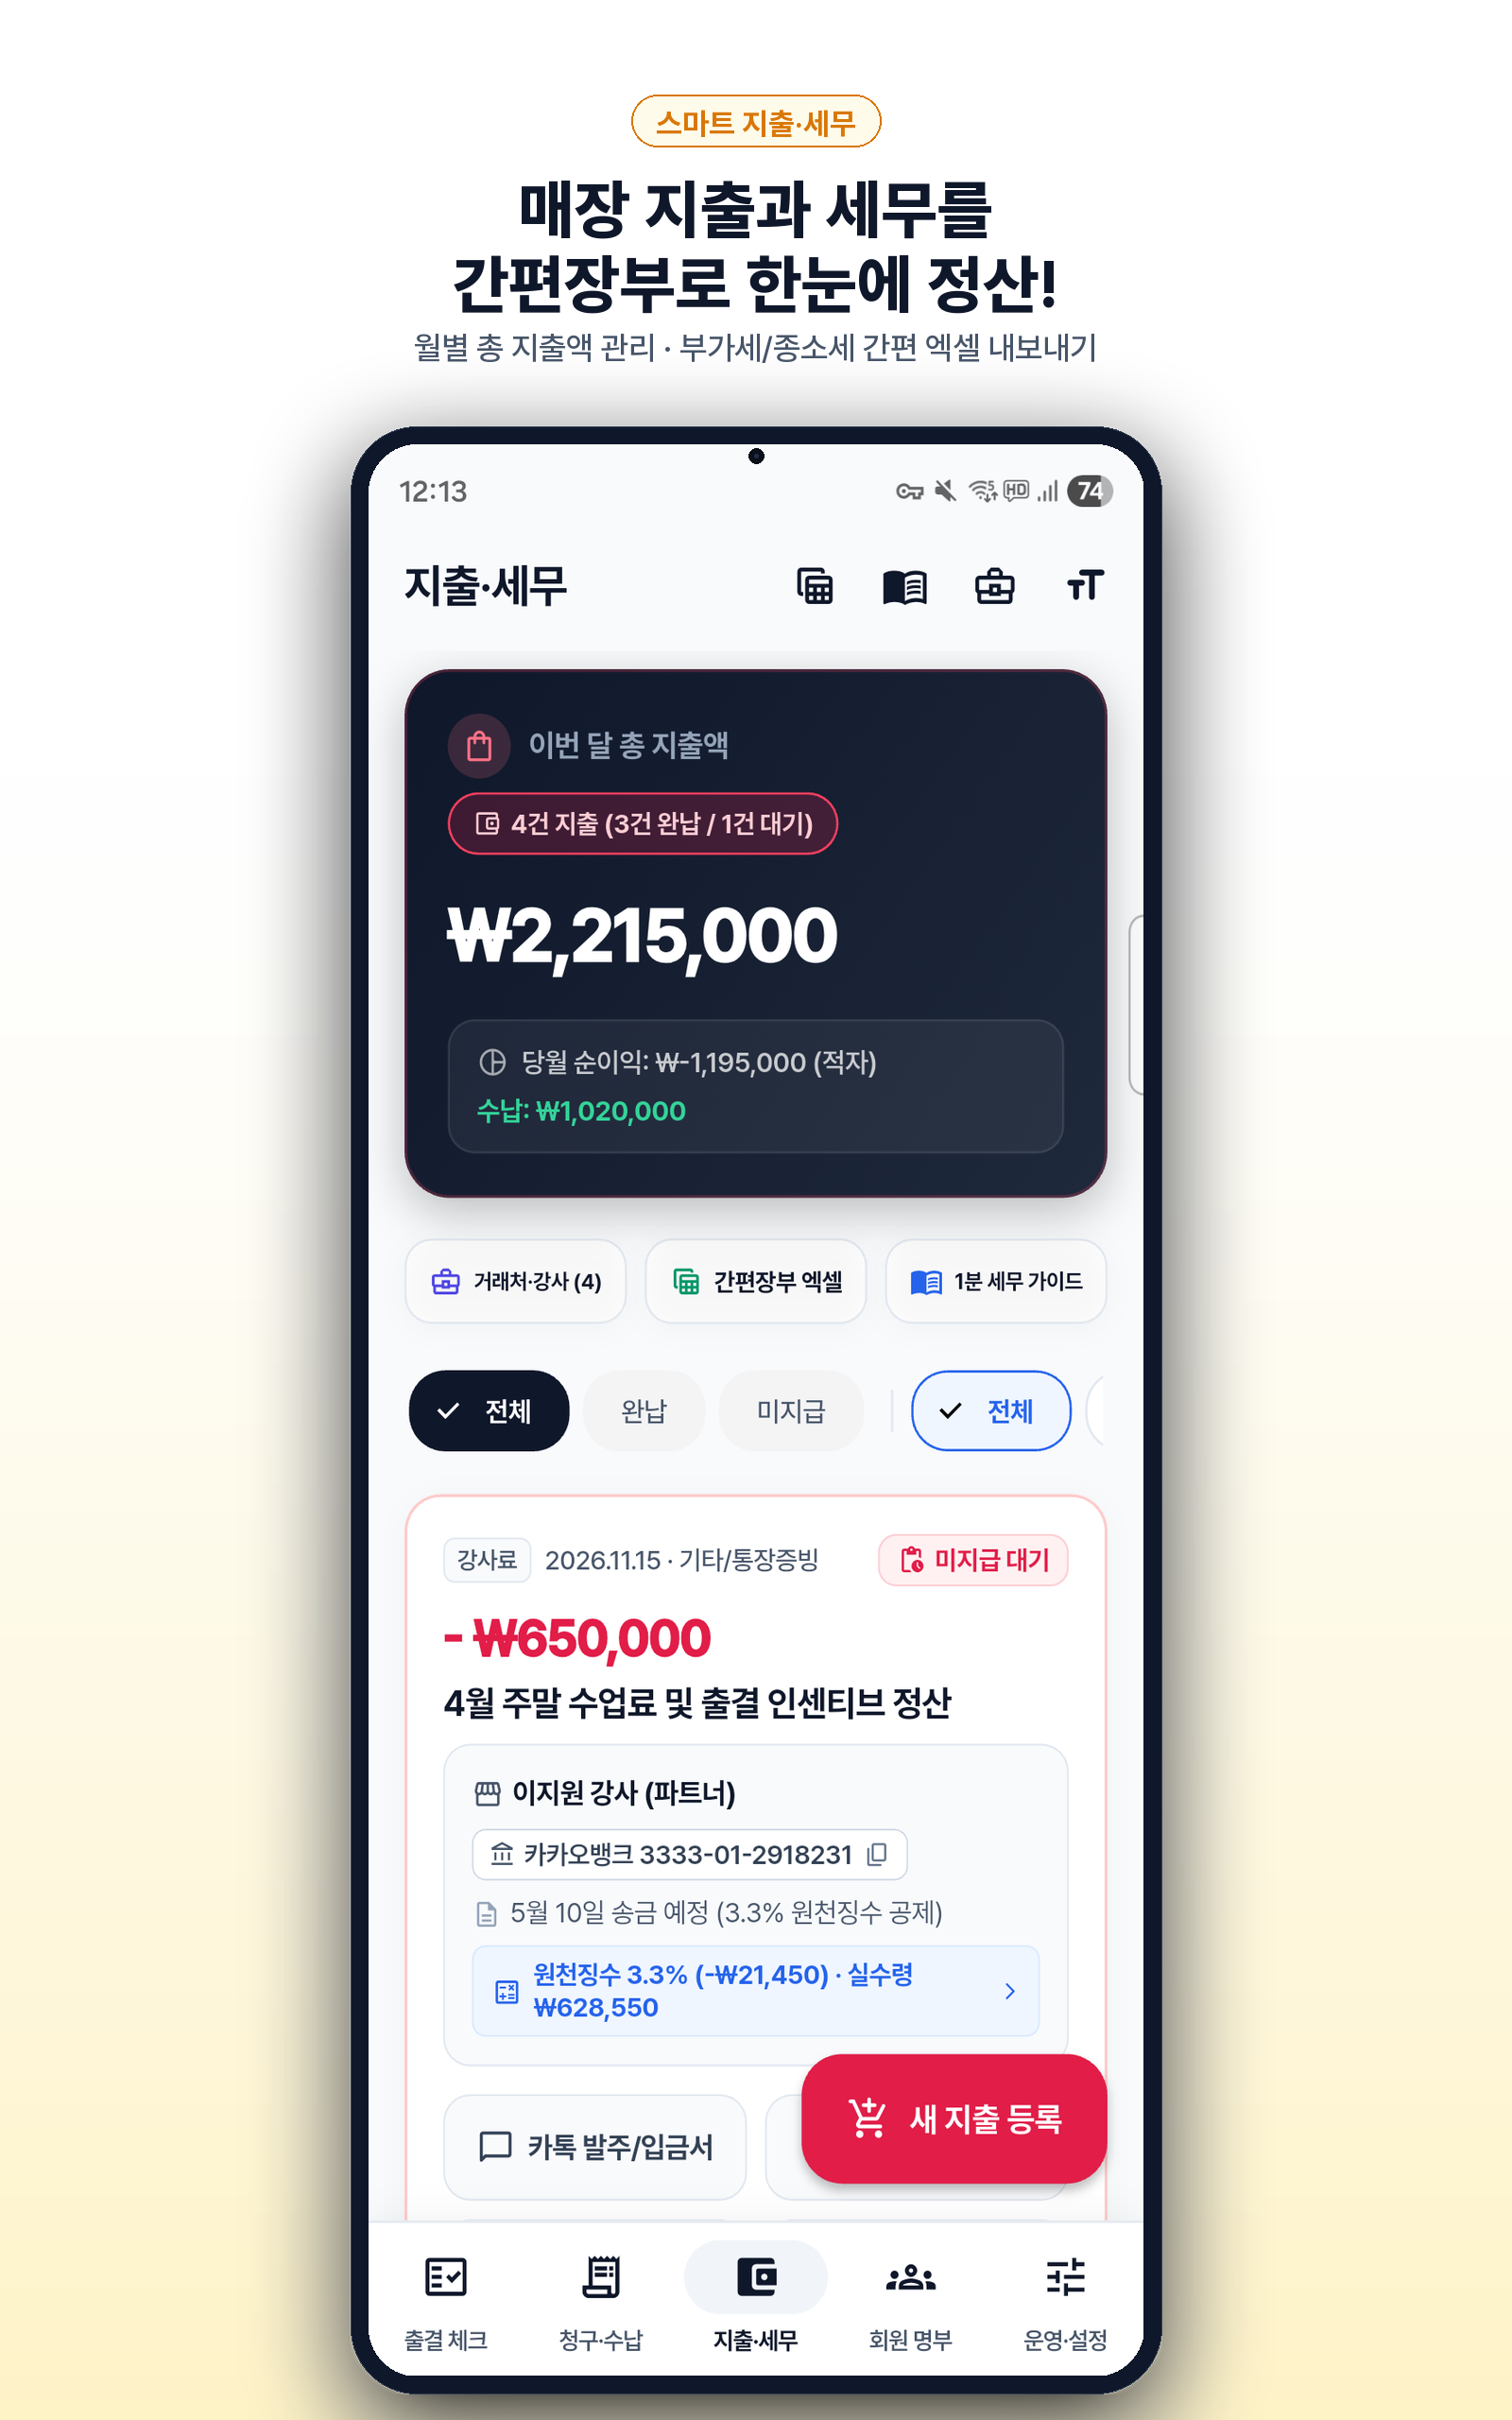 스마트 지출·세무
매장 지출과 세무를
간편장부로 한눈에 정산!
월별 총 지출액 관리 · 부가세/종소세 간편 엑셀 내보내기
12:13
5 HD 74
지출·세무
이번 달 총 지출액
4건 지출 (3건 완납 / 1건 대기)
₩2,215,000
당월 순이익: ₩-1,195,000 (적자)
수납: ₩1,020,000
거래처·강사 (4)
간편장부 엑셀
1분 세무 가이드
전체
완납
미지급
전체
강사료
2026.11.15 · 기타/통장증빙
미지급 대기
- ₩650,000
4월 주말 수업료 및 출결 인센티브 정산
이지원 강사 (파트너)
카카오뱅크 3333-01-2918231
5월 10일 송금 예정 (3.3% 원천징수 공제)
원천징수 3.3% (-₩21,450) · 실수령
₩628,550
카톡 발주/입금서
새 지출 등록
출결 체크
청구·수납
지출·세무
회원 명부
운영·설정